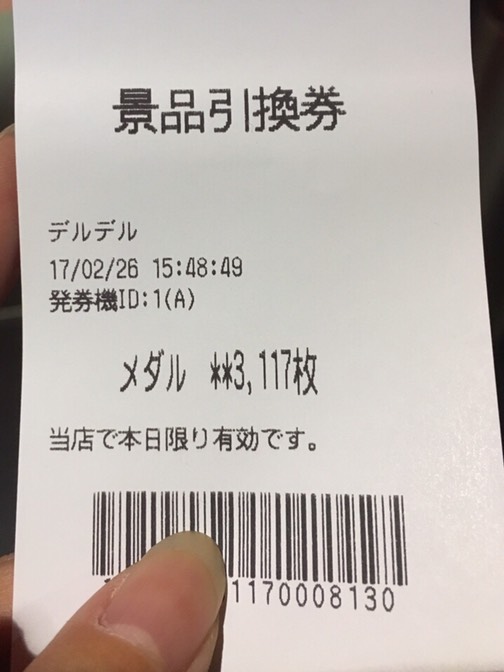 景品引換券
デルデル
17/02/26 15:48:49
発券機ID:1(A)
メダル **3,117枚
当店で本日限り有効です。
1170008130